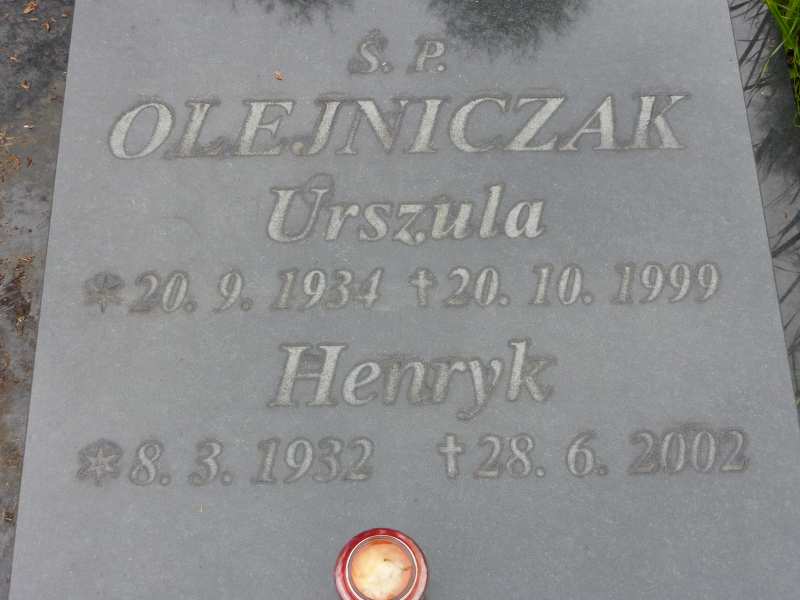 Ś. P.
OLEJNICZAK
Urszula
* 20. 9. 1934 † 20. 10. 1999
Henryk
* 8. 3. 1932 † 28. 6. 2002